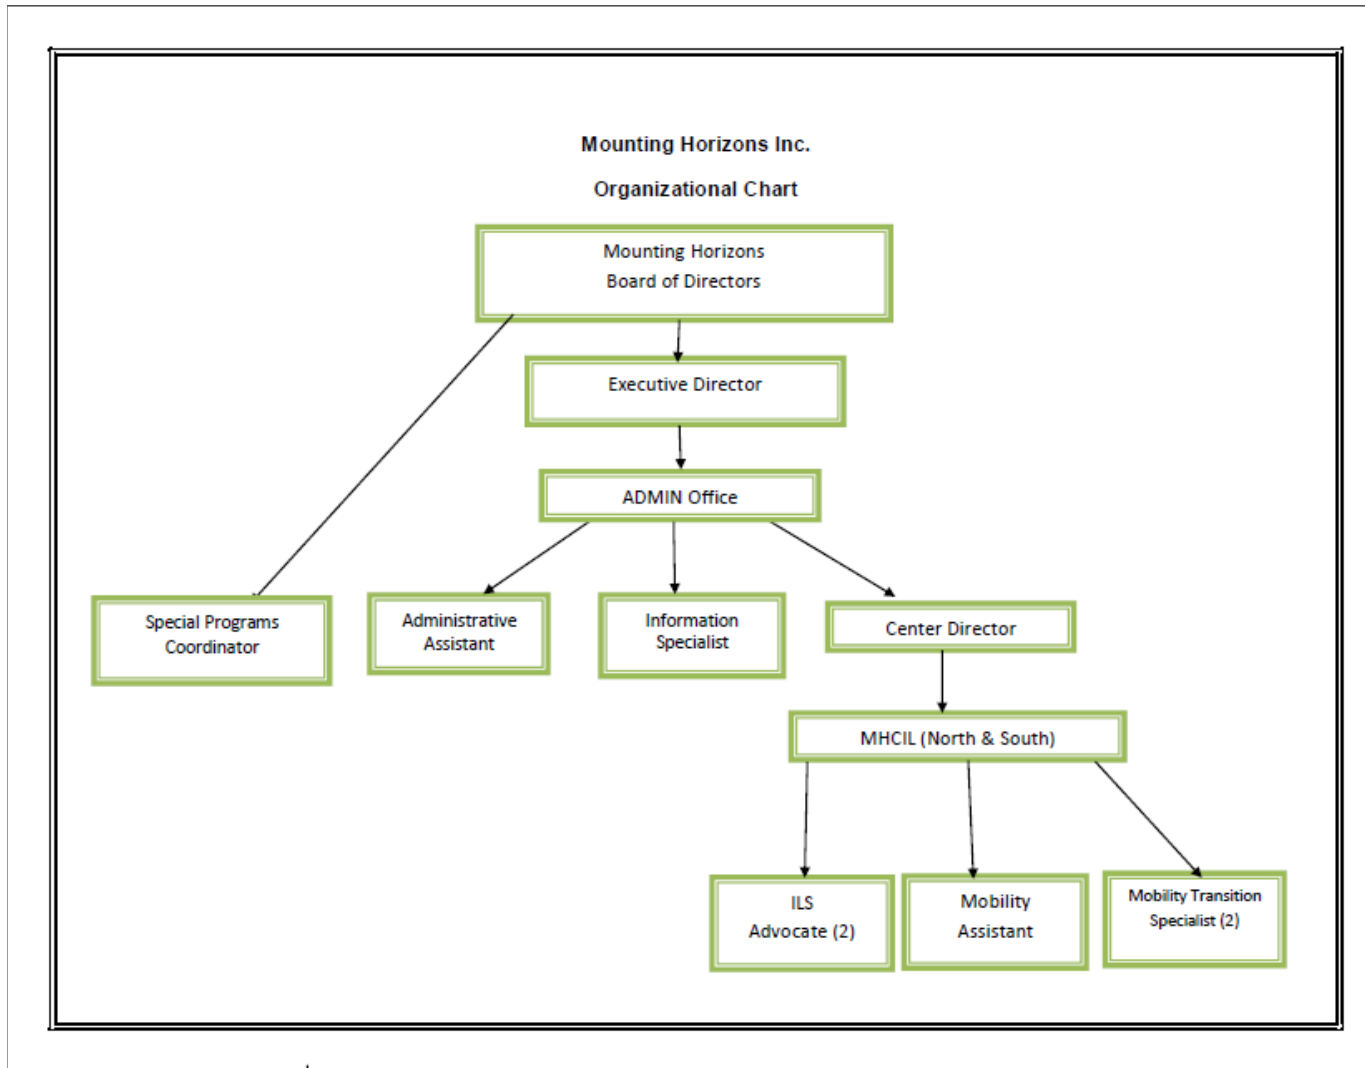 Mounting Horizons Inc.
Organizational Chart
Mounting Horizons
Board of Directors
Executive Director
ADMIN Office
Special Programs
Coordinator
Administrative
Assistant
Information
Specialist
Center Director
MHCIL (North & South)
ILS
Advocate (2)
Mobility
Assistant
Mobility Transition
Specialist (2)